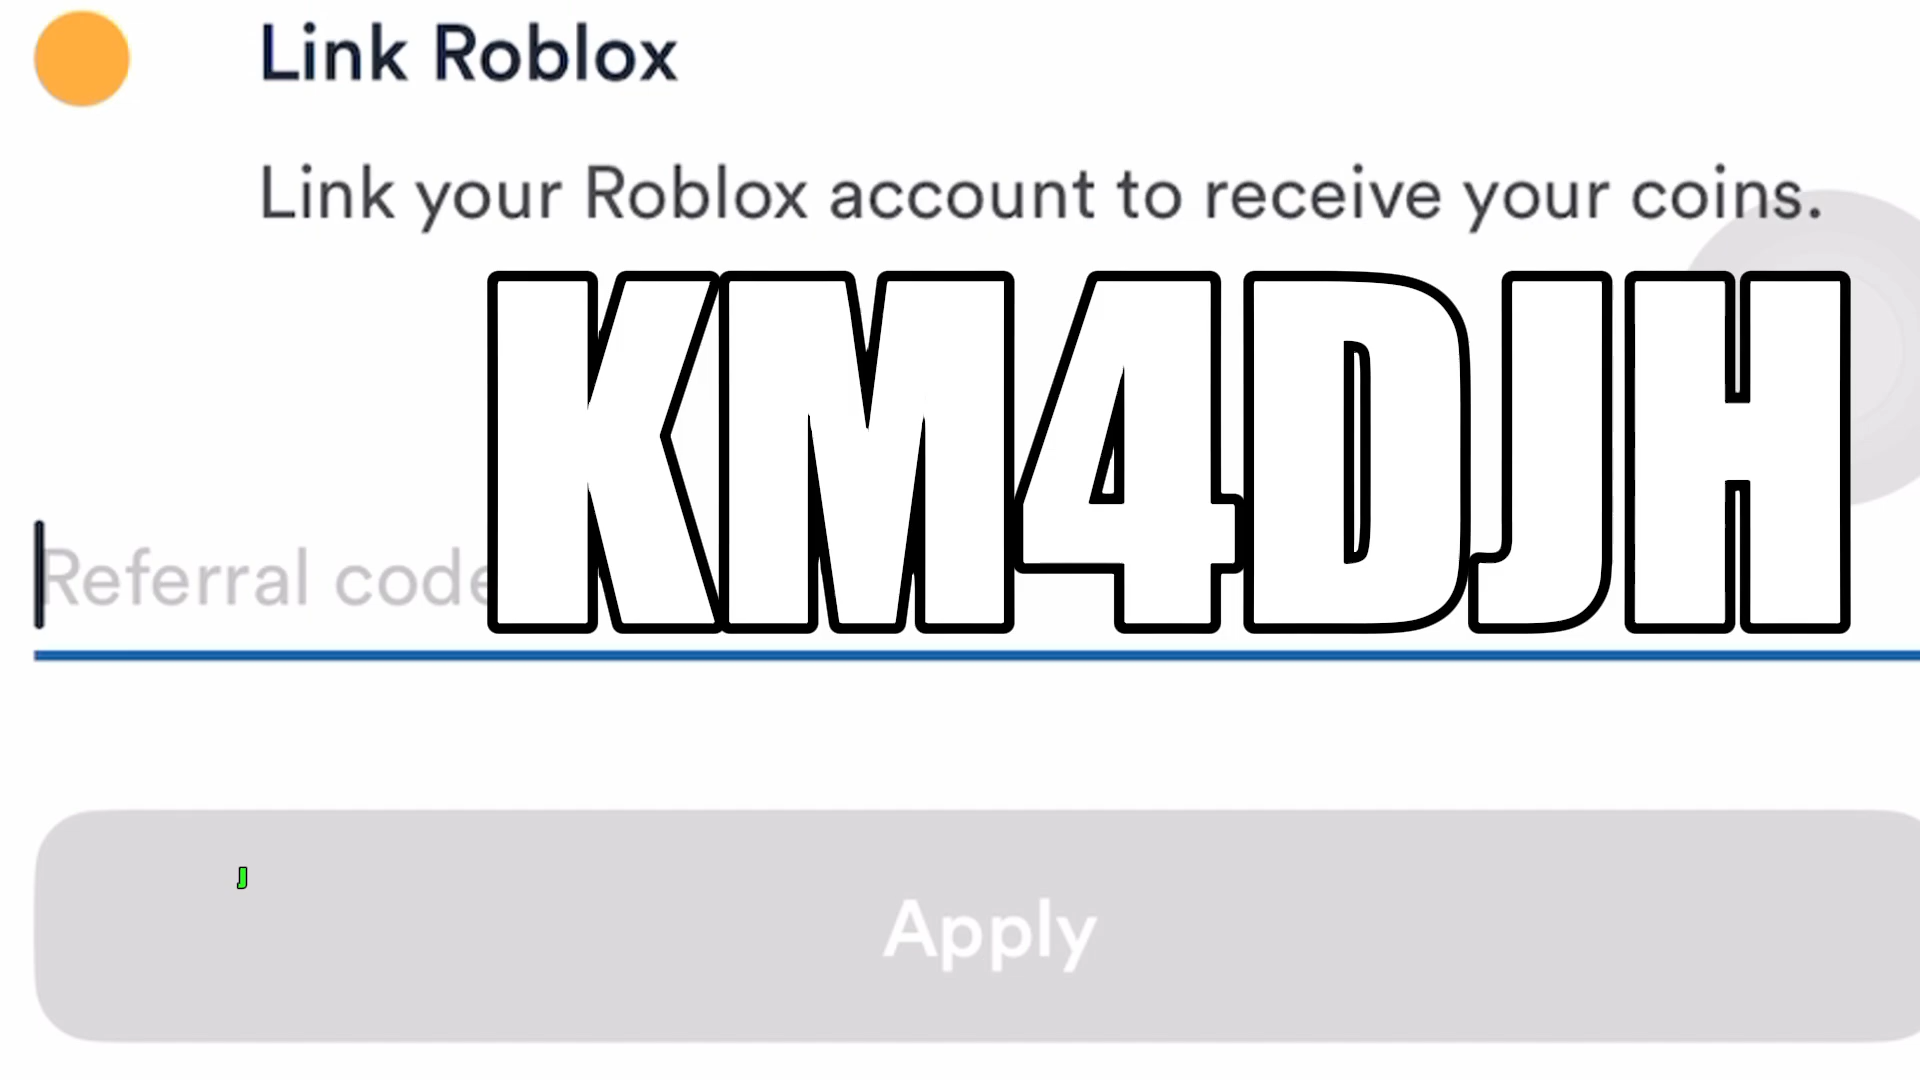 Link Roblox
Link your Roblox account to receive your coins.
Referral code
KM4DJH
J
Apply